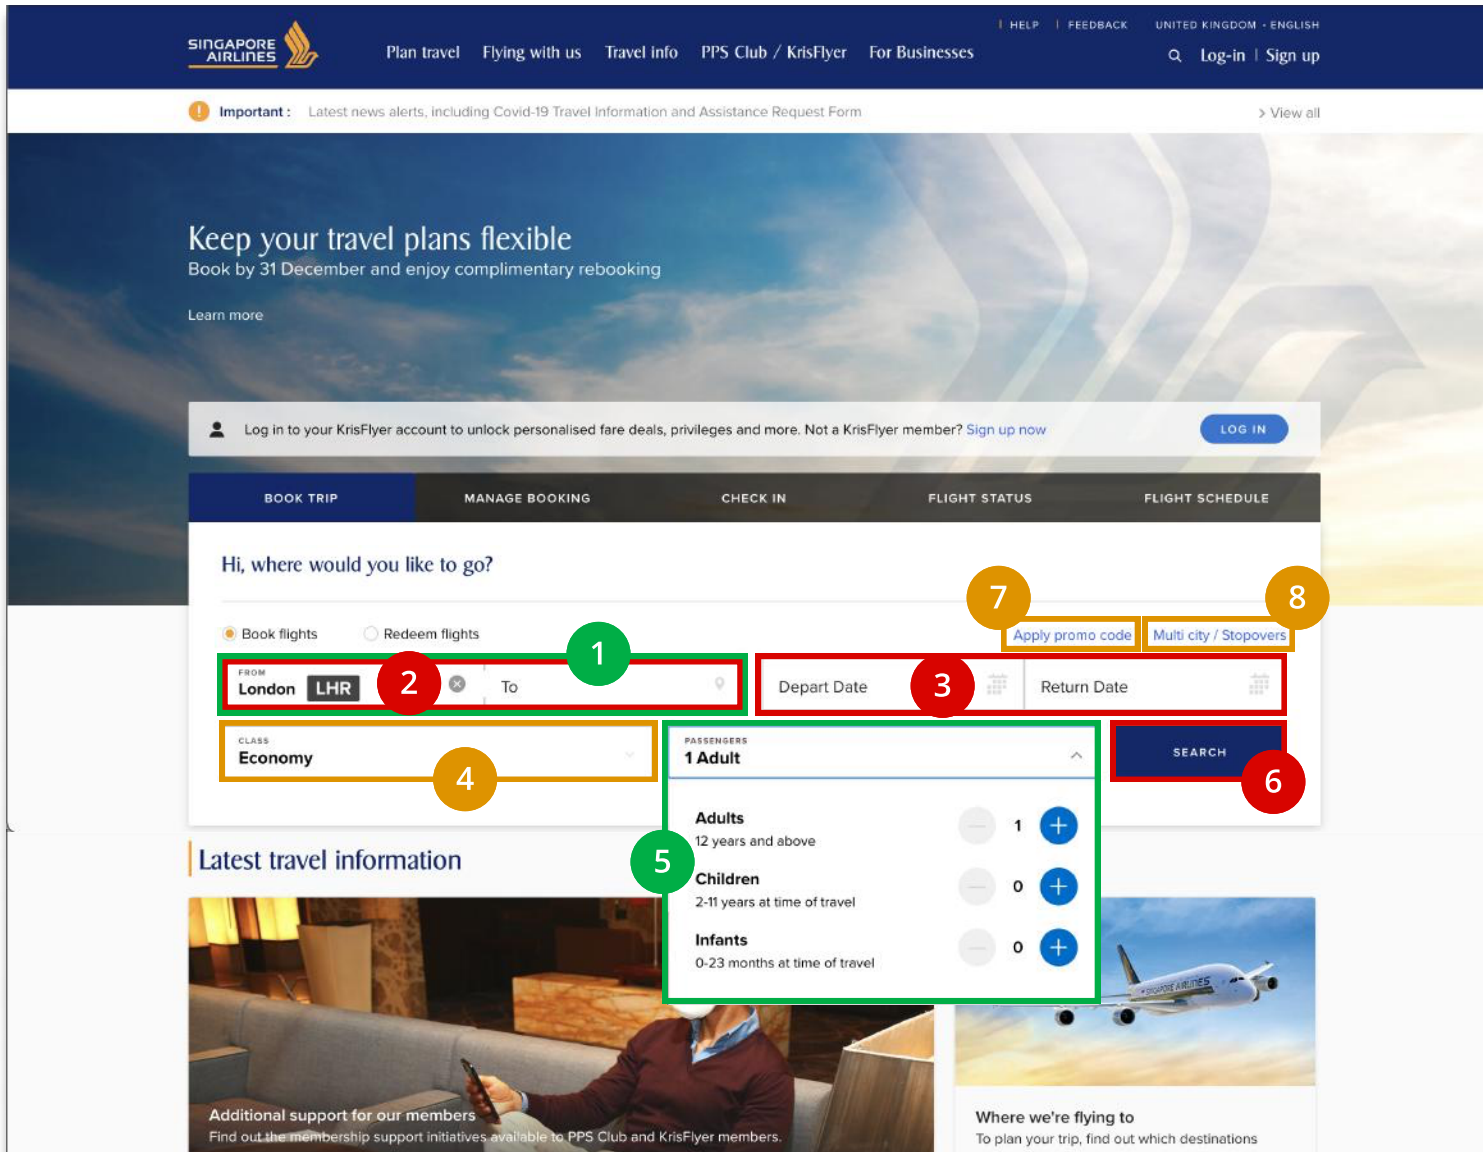 HELP | FEEDBACK UNITED KINGDOM - ENGLISH
SINGAPORE AIRLINES
Plan travel Flying with us Travel info PPS Club / KrisFlyer For Businesses Log-in | Sign up
! Important : Latest news alerts, including Covid-19 Travel Information and Assistance Request Form > View all
Keep your travel plans flexible
Book by 31 December and enjoy complimentary rebooking
Learn more
Log in to your KrisFlyer account to unlock personalised fare deals, privileges and more. Not a KrisFlyer member? Sign up now LOG IN
BOOK TRIP MANAGE BOOKING CHECK IN FLIGHT STATUS FLIGHT SCHEDULE
Hi, where would you like to go?
7 8
Book flights Redeem flights Apply promo code Multi city / Stopovers
1
FROM
London LHR 2 To Depart Date 3 Return Date
CLASS PASSENGERS
Economy 1 Adult SEARCH
4 6
Adults 1
12 years and above
5
Latest travel information
Children 0
2-11 years at time of travel
Infants 0
0-23 months at time of travel
SINGAPORE AIRLINES
Additional support for our members
Find out the membership support initiatives available to PPS Club and KrisFlyer members.
Where we're flying to
To plan your trip, find out which destinations